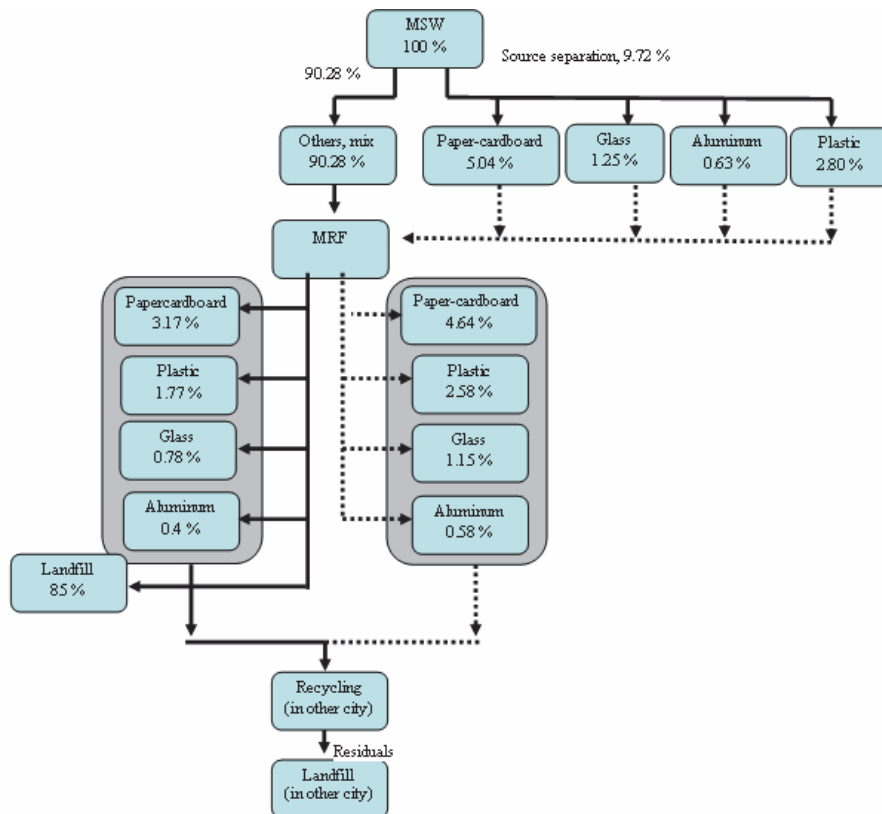 MSW
100 %
Source separation, 9.72 %
90.28 %
Others, mix
90.28 %
Paper-cardboard
5.04 %
Glass
1.25 %
Aluminum
0.63 %
Plastic
2.80 %
MRF
Papercardboard
3.17 %
Plastic
1.77 %
Glass
0.78 %
Aluminum
0.4 %
Paper-cardboard
4.64 %
Plastic
2.58 %
Glass
1.15 %
Aluminum
0.58 %
Landfill
85 %
Recycling
(in other city)
Residuals
Landfill
(in other city)